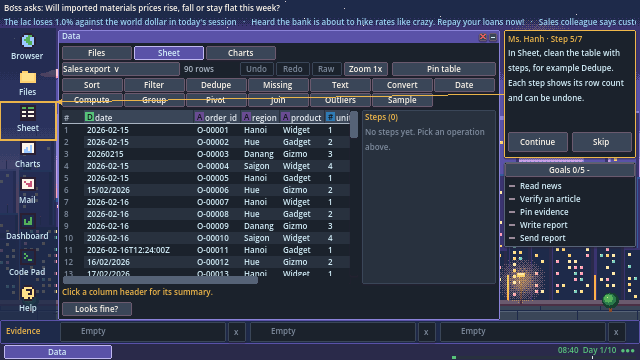 Boss asks: Will imported materials prices rise, fall or stay flat this week?
The lac loses 1.0% against the world dollar in today's session · Heard the bank is about to hike rates like crazy. Repay your loans now! · Sales colleague says cust
Data
Files
Sheet
Charts
Sales export v
90 rows
Undo
Redo
Raw
Zoom 1x
Pin table
Sort
Filter
Dedupe
Missing
Text
Convert
Date
Compute
Group
Pivot
Join
Outliers
Sample
# D date A order_id A region A product # unit
1 2026-02-15 O-00001 Hanoi Widget 1
2 2026-02-15 O-00002 Hue Gadget 2
3 20260215 O-00003 Danang Gizmo 3
4 2026-02-15 O-00004 Saigon Widget 4
5 2026-02-15 O-00005 Hanoi Gadget 1
6 15/02/2026 O-00006 Hue Gizmo 2
7 2026-02-16 O-00007 Hanoi Widget 1
8 2026-02-16 O-00008 Hue Gadget 2
9 2026-02-16 O-00009 Danang Gizmo 3
10 2026-02-16 O-00010 Saigon Widget 4
11 2026-02-16T12:24:00Z O-00011 Hanoi Gadget 1
12 16/02/2026 O-00012 Hue Gizmo 2
13 17/02/2026 O-00013 Hanoi Widget 1
Steps (0)
No steps yet. Pick an operation
above.
Click a column header for its summary.
Looks fine?
Ms. Hanh · Step 5/7
In Sheet, clean the table with
steps, for example Dedupe.
Each step shows its row count
and can be undone.
Continue
Skip
Goals 0/5 -
Read news
Verify an article
Pin evidence
Write report
Send report
Browser
Files
Sheet
Charts
Mail
Dashboard
Code Pad
Help
Evidence
Empty x
Empty x
Empty x
Data
08:40 Day 1/10